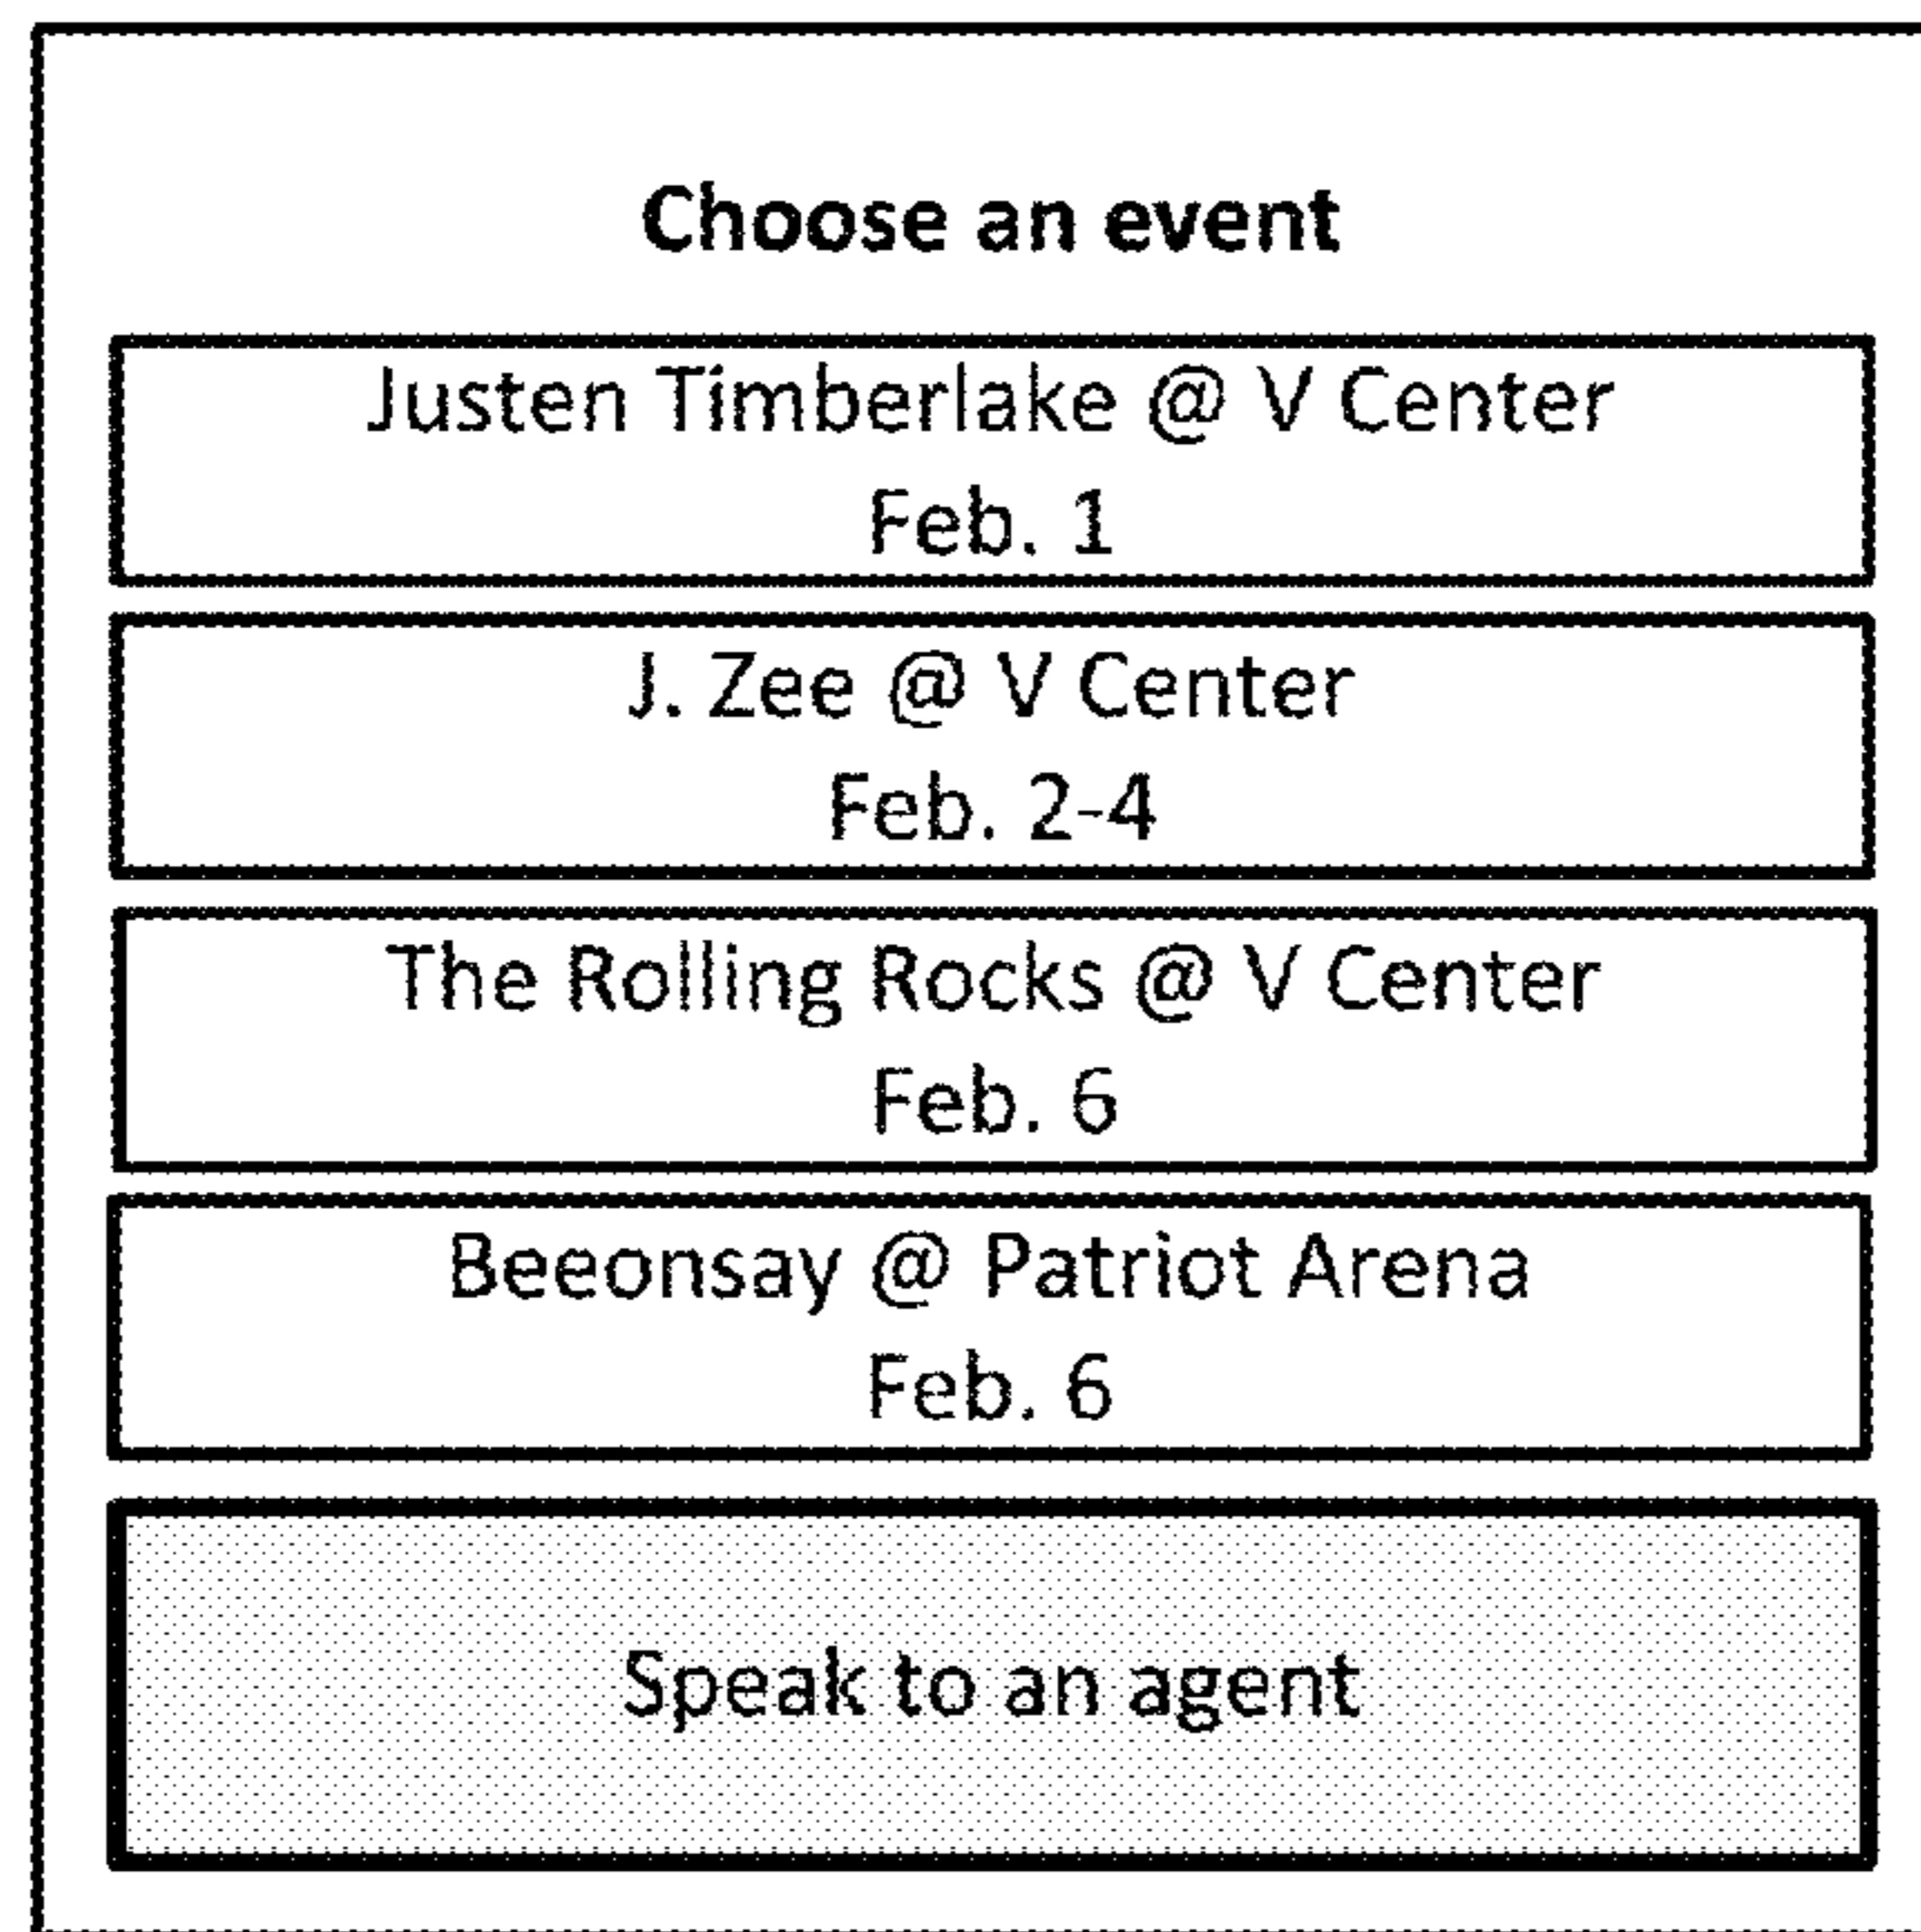 Choose an event
Justen Timberlake @ V Center
Feb. 1
J. Zee @ V Center
Feb. 2-4
The Rolling Rocks @ V Center
Feb. 6
Beeonsay @ Patriot Arena
Feb. 6
Speak to an agent